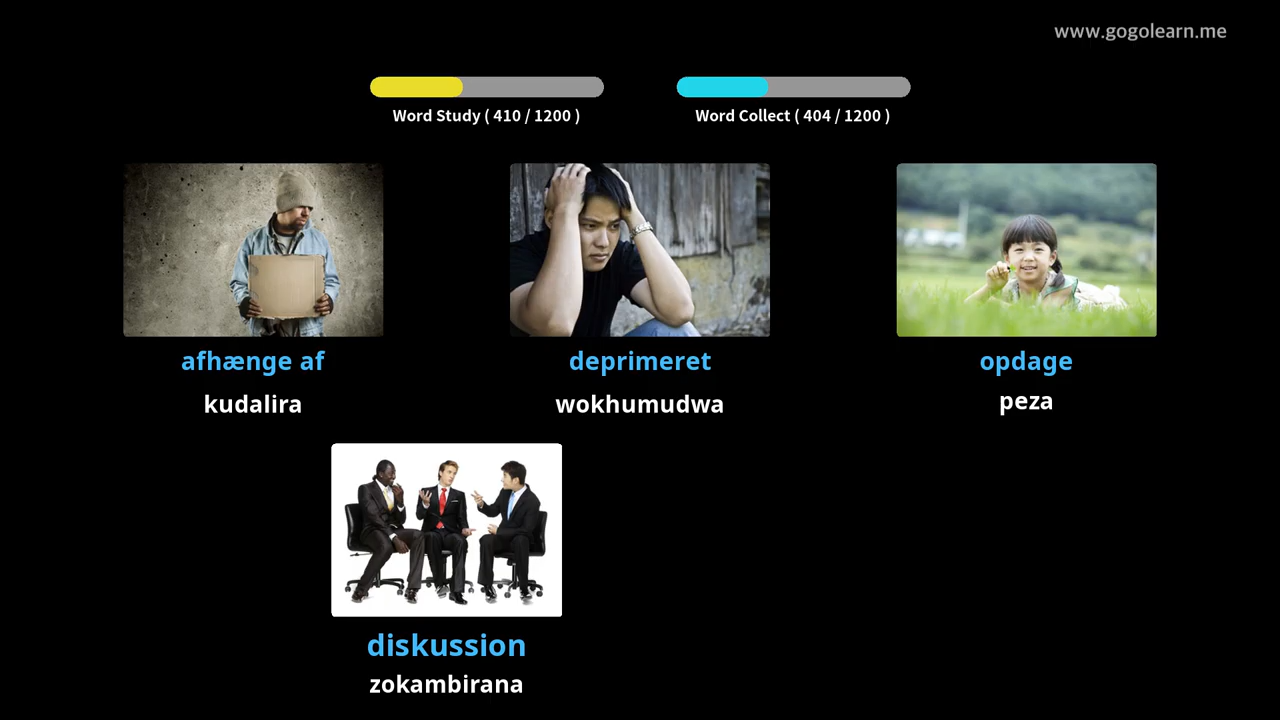 www.gogolearn.me
Word Study ( 410 / 1200 )
Word Collect ( 404 / 1200 )
afhænge af
deprimeret
opdage
kudalira
wokhumudwa
peza
diskussion
zokambirana